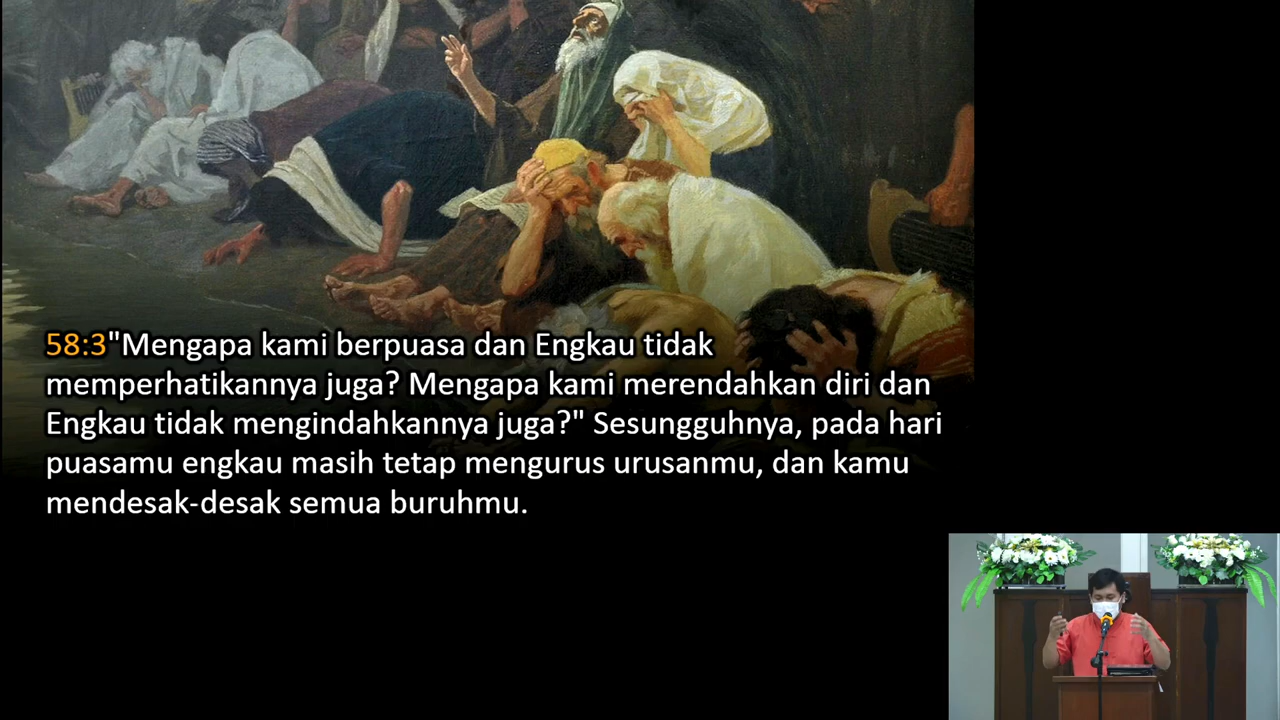 58:3"Mengapa kami berpuasa dan Engkau tidak
memperhatikannya juga? Mengapa kami merendahkan diri dan
Engkau tidak mengindahkannya juga?" Sesungguhnya, pada hari
puasamu engkau masih tetap mengurus urusanmu, dan kamu
mendesak-desak semua buruhmu.